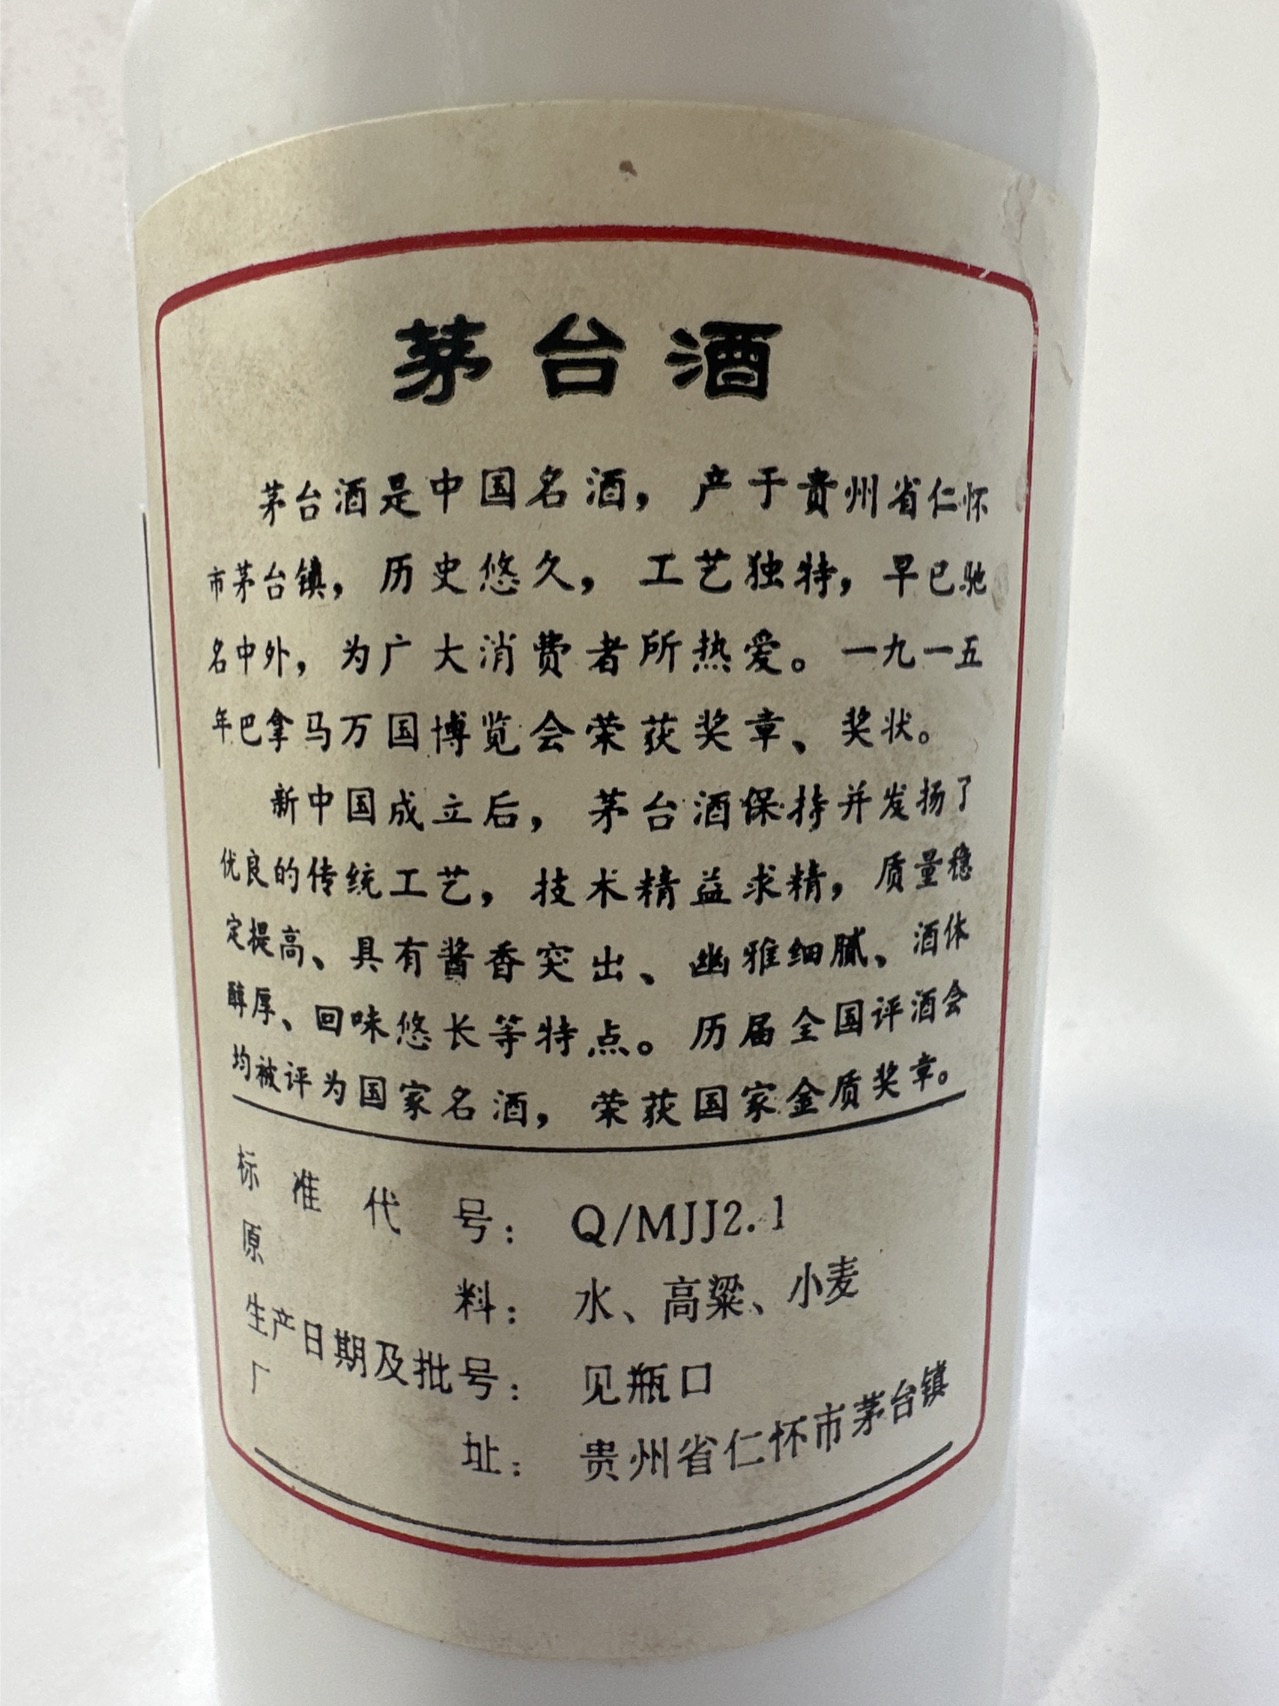 茅台酒
茅台酒是中国名酒，产于贵州省仁怀
市茅台镇，历史悠久，工艺独特，早已驰
名中外，为广大消费者所热爱。一九一五
年巴拿马万国博览会荣获奖章、奖状。
新中国成立后，茅台酒保持并发扬了
优良的传统工艺，技术精益求精，质量稳
定提高、具有酱香突出、幽雅细腻、酒体
醇厚、回味悠长等特点。历届全国评酒会
均被评为国家名酒，荣获国家金质奖章。
标准代号：Q/MJJ2.1
原料：水、高粱、小麦
生产日期及批号：见瓶口
厂址：贵州省仁怀市茅台镇